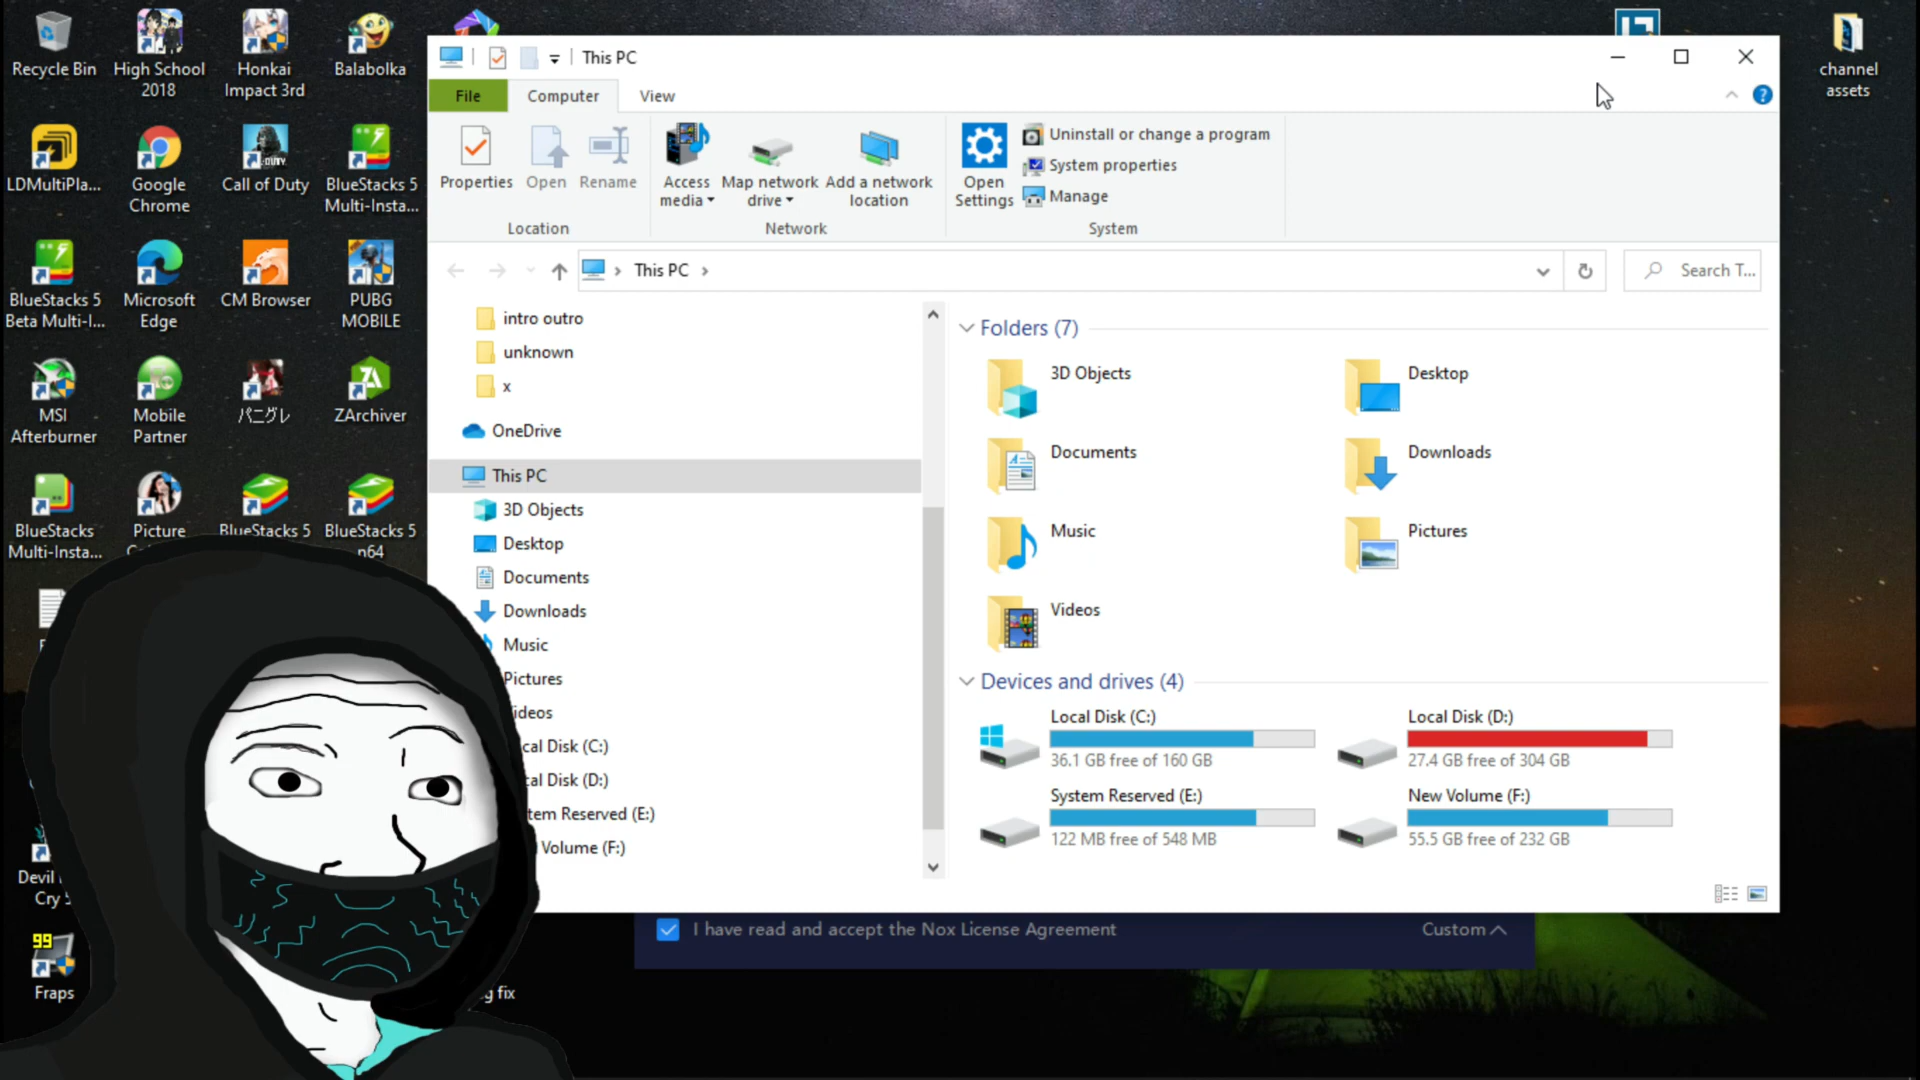 Recycle Bin
High School
2018
Honkai
Impact 3rd
Balabolka
LDMultiPla...
Google
Chrome
Call of Duty
BlueStacks 5
Multi-Insta...
BlueStacks 5
Beta Multi-I...
Microsoft
Edge
CM Browser
PUBG
MOBILE
MSI
Afterburner
Mobile
Partner
パニグレ
ZArchiver
BlueStacks
Multi-Insta...
Picture
BlueStacks 5
BlueStacks 5
n64
Devil
Cry 5
99
Fraps
g fix
channel
assets
This PC
File
Computer
View
Properties
Open
Rename
Location
Access
media
Map network
drive
Add a network
location
Network
Open
Settings
Uninstall or change a program
System properties
Manage
System
This PC
Search T...
intro outro
unknown
x
OneDrive
This PC
3D Objects
Desktop
Documents
Downloads
Music
Pictures
ideos
cal Disk (C:)
cal Disk (D:)
tem Reserved (E:)
Volume (F:)
Folders (7)
3D Objects
Desktop
Documents
Downloads
Music
Pictures
Videos
Devices and drives (4)
Local Disk (C:)
36.1 GB free of 160 GB
Local Disk (D:)
27.4 GB free of 304 GB
System Reserved (E:)
122 MB free of 548 MB
New Volume (F:)
55.5 GB free of 232 GB
I have read and accept the Nox License Agreement
Custom